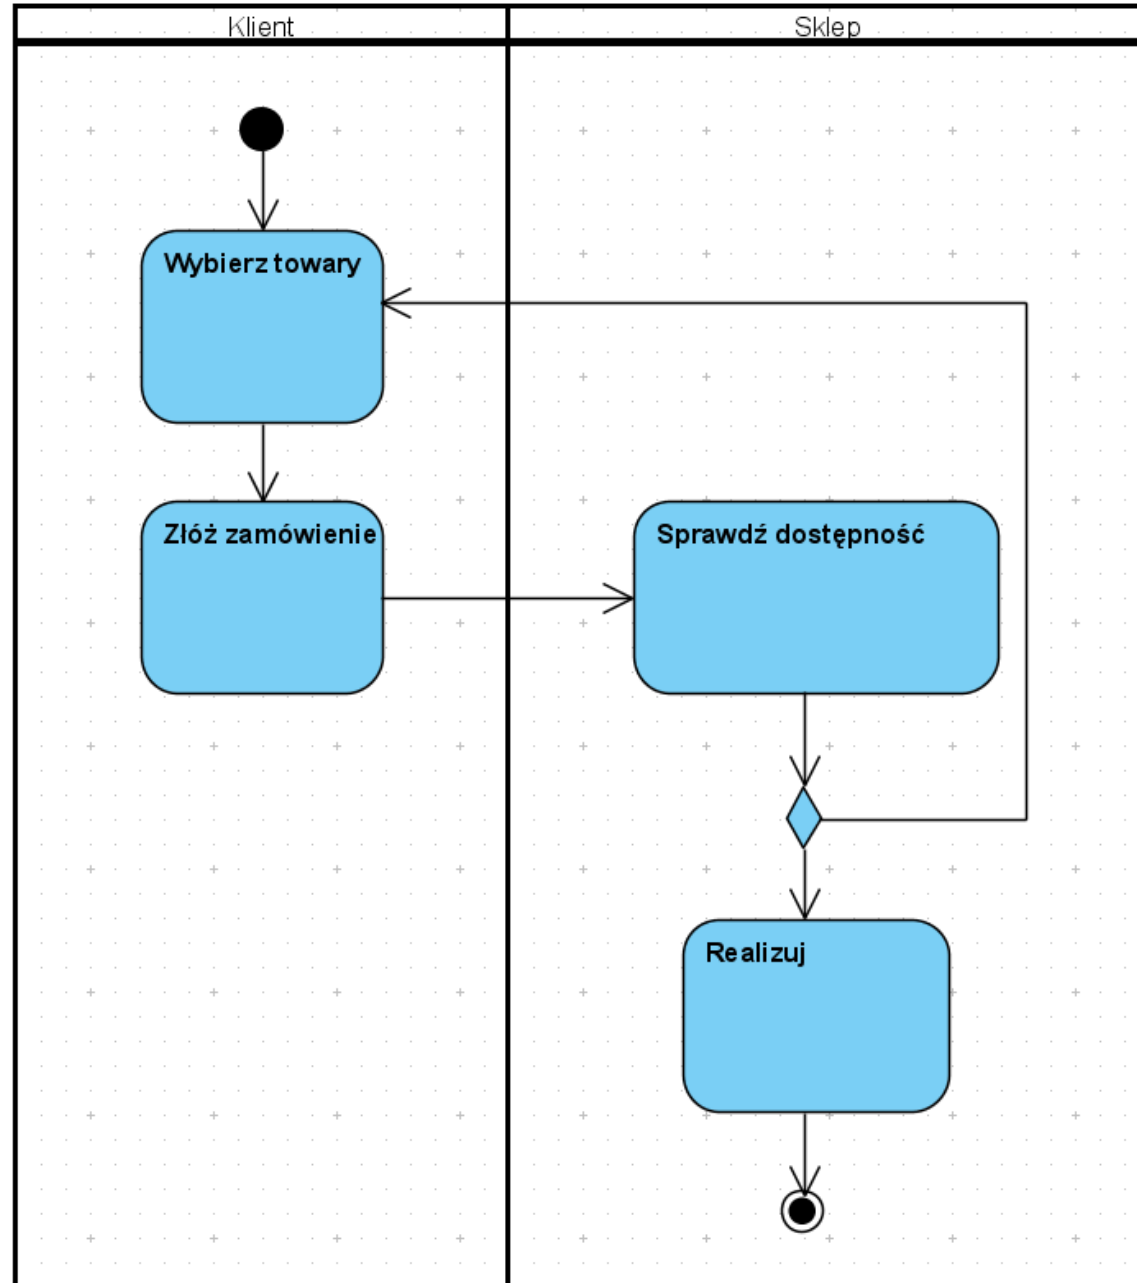 Klient
Sklep
Wybierz towary
Złóż zamówienie
Sprawdź dostępność
Realizuj